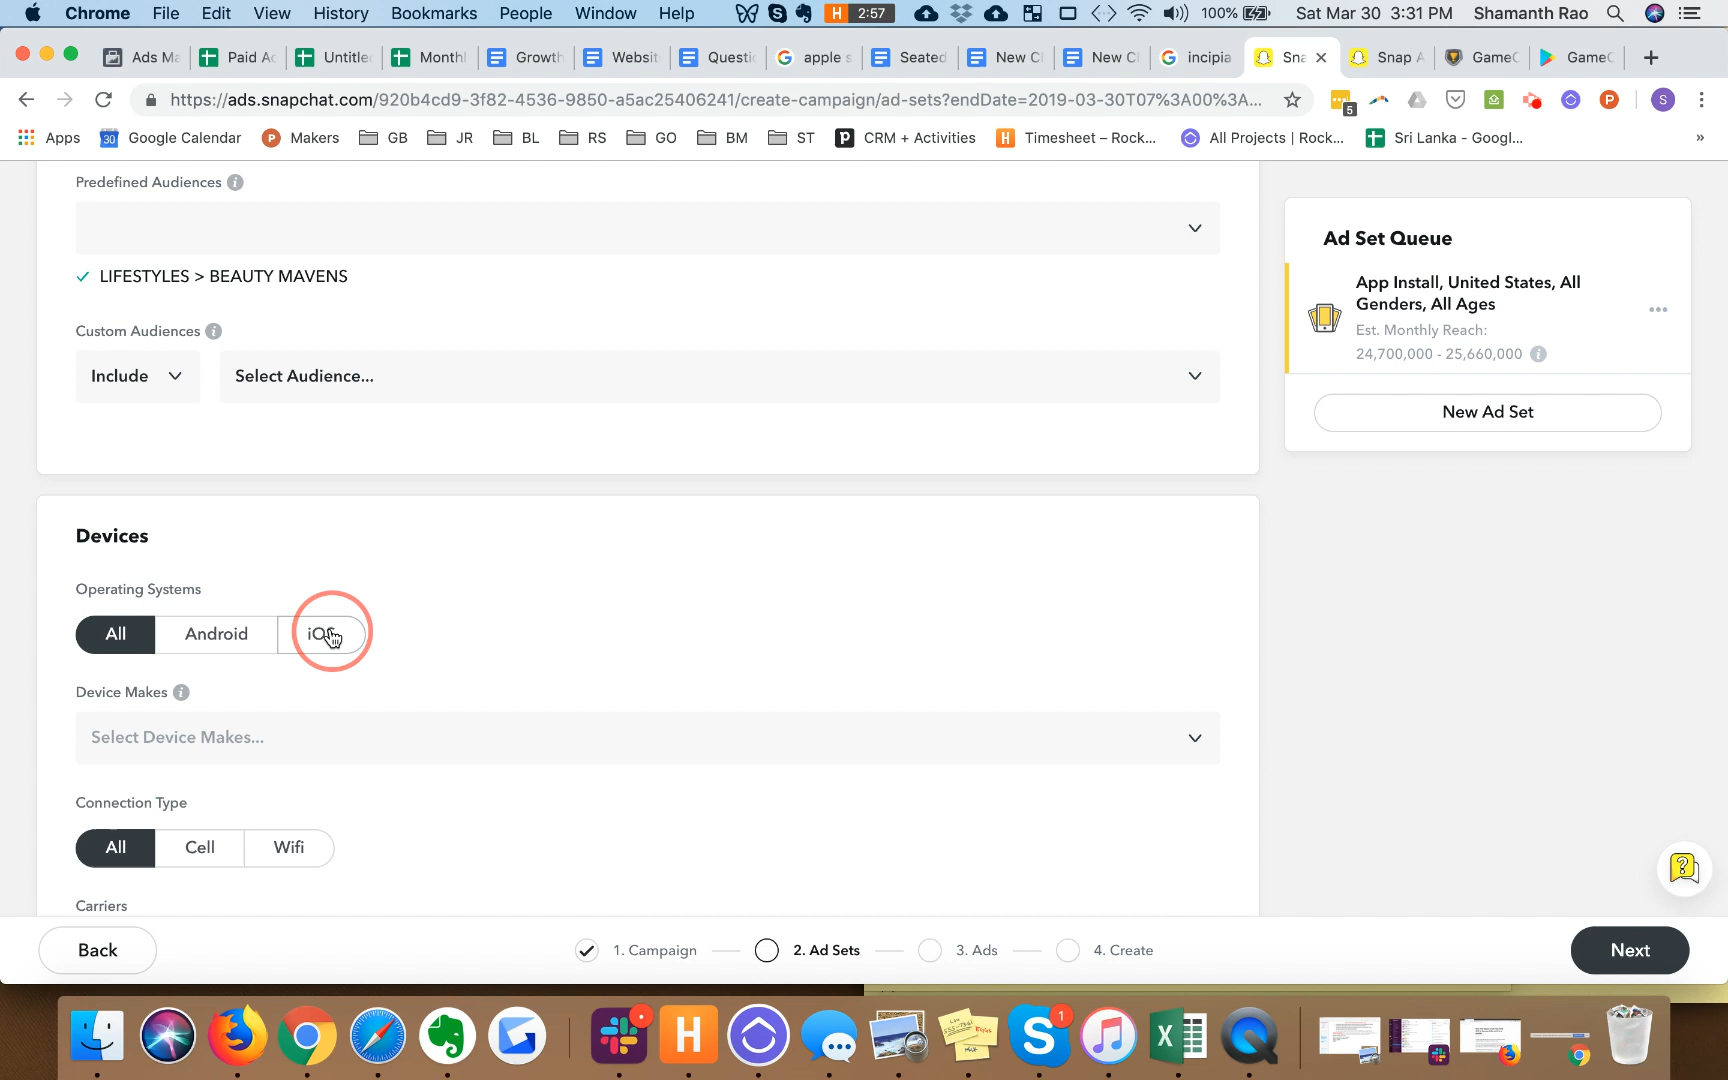 Chrome File Edit View History Bookmarks People Window Help H 2:57 100% Sat Mar 30 3:31 PM Shamanth Rao
Ads Ma Paid Ac Untitle Month Growth Websit Questio apple s Seated New Cl New Cl incipia Sna Snap A GameC GameC
https://ads.snapchat.com/920b4cd9-3f82-4536-9850-a5ac25406241/create-campaign/ad-sets?endDate=2019-03-30T07%3A00%3A... 5 P S
Apps 30 Google Calendar P Makers GB JR BL RS GO BM ST p CRM + Activities H Timesheet – Rock... All Projects | Rock... Sri Lanka - Googl... »
Predefined Audiences i
LIFESTYLES > BEAUTY MAVENS
Custom Audiences i
Include Select Audience...
Ad Set Queue
App Install, United States, All
Genders, All Ages
Est. Monthly Reach:
24,700,000 - 25,660,000 i
New Ad Set
Devices
Operating Systems
All Android iOS
Device Makes i
Select Device Makes...
Connection Type
All Cell Wifi
Carriers
Back 1. Campaign 2. Ad Sets 3. Ads 4. Create Next
H S 1 X